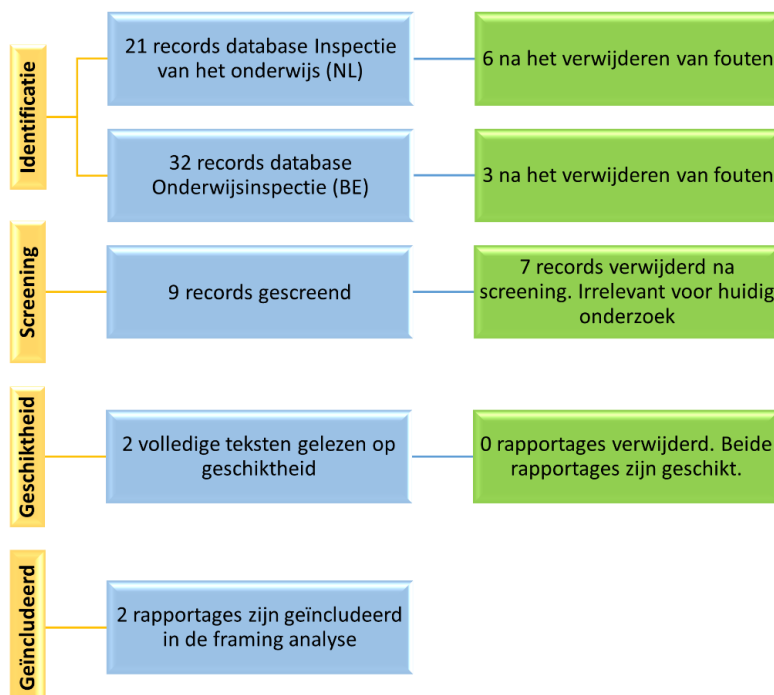 Identificatie
21 records database Inspectie
van het onderwijs (NL)
6 na het verwijderen van fouten
32 records database
Onderwijsinspectie (BE)
3 na het verwijderen van fouten
Screening
9 records gescreend
7 records verwijderd na
screening. Irrelevant voor huidig
onderzoek
Geschiktheid
2 volledige teksten gelezen op
geschiktheid
0 rapportages verwijderd. Beide
rapportages zijn geschikt.
Geïncludeerd
2 rapportages zijn geïncludeerd
in de framing analyse